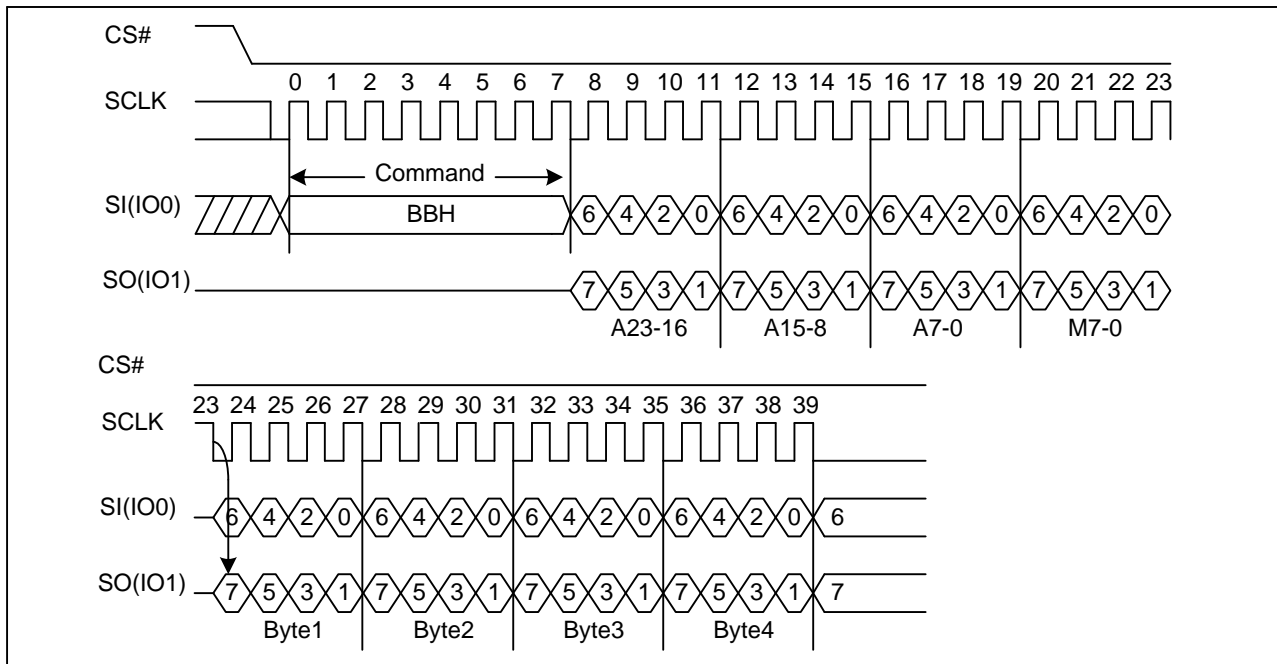 CS#
0 1 2 3 4 5 6 7 8 9 10 11 12 13 14 15 16 17 18 19 20 21 22 23
SCLK
Command
SI(IO0)
BBH 6 4 2 0 6 4 2 0 6 4 2 0 6 4 2 0
SO(IO1)
7 5 3 1 7 5 3 1 7 5 3 1 7 5 3 1
A23-16 A15-8 A7-0 M7-0
CS#
23 24 25 26 27 28 29 30 31 32 33 34 35 36 37 38 39
SCLK
SI(IO0) 6 4 2 0 6 4 2 0 6 4 2 0 6 4 2 0 6
SO(IO1) 7 5 3 1 7 5 3 1 7 5 3 1 7 5 3 1 7
Byte1 Byte2 Byte3 Byte4